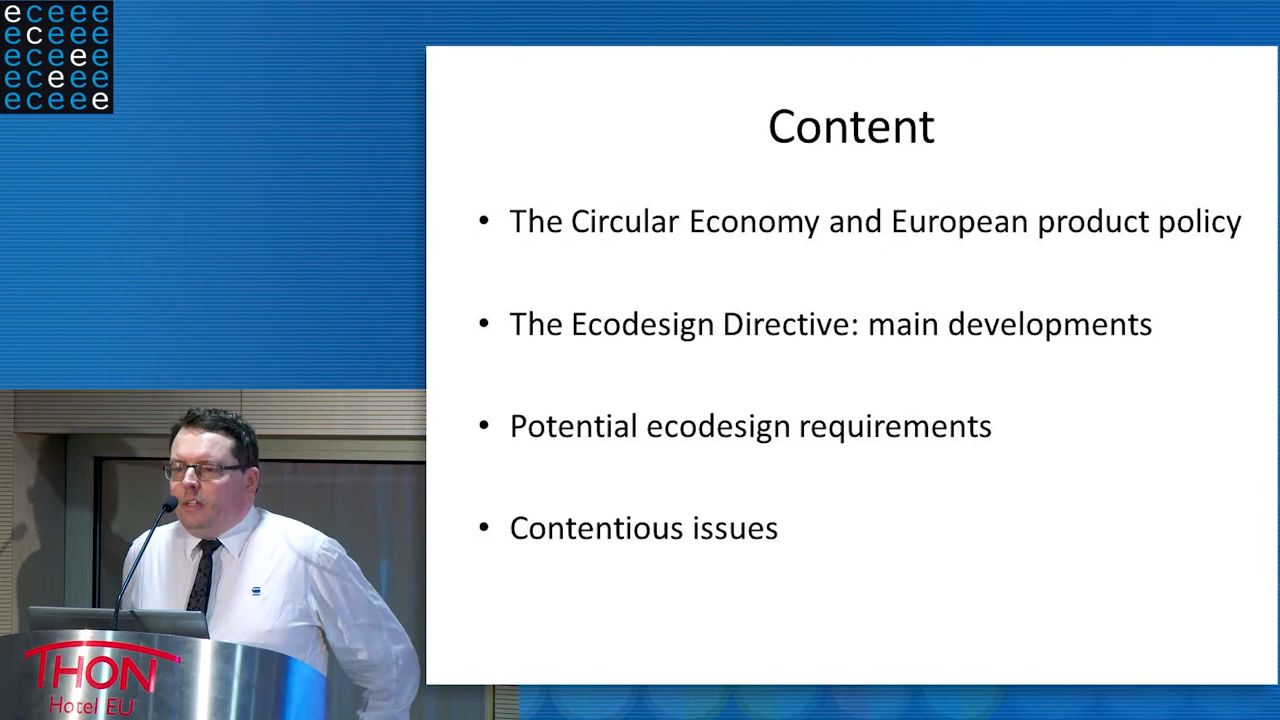 eceee
eceee
eceee
eceee
eceee
Content
• The Circular Economy and European product policy
• The Ecodesign Directive: main developments
• Potential ecodesign requirements
• Contentious issues
THON
Hotel EU